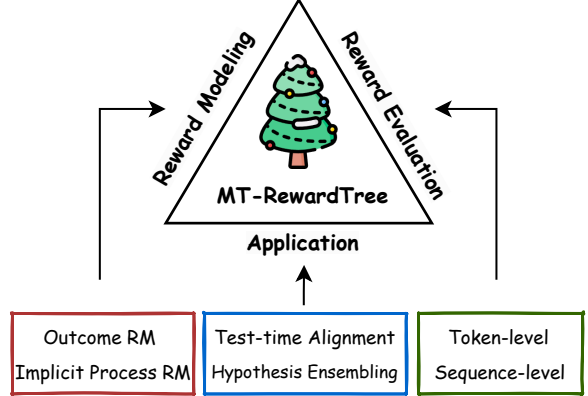 Reward Modeling
Reward Evaluation
MT-RewardTree
Application
Outcome RM
Implicit Process RM
Test-time Alignment
Hypothesis Ensembling
Token-level
Sequence-level